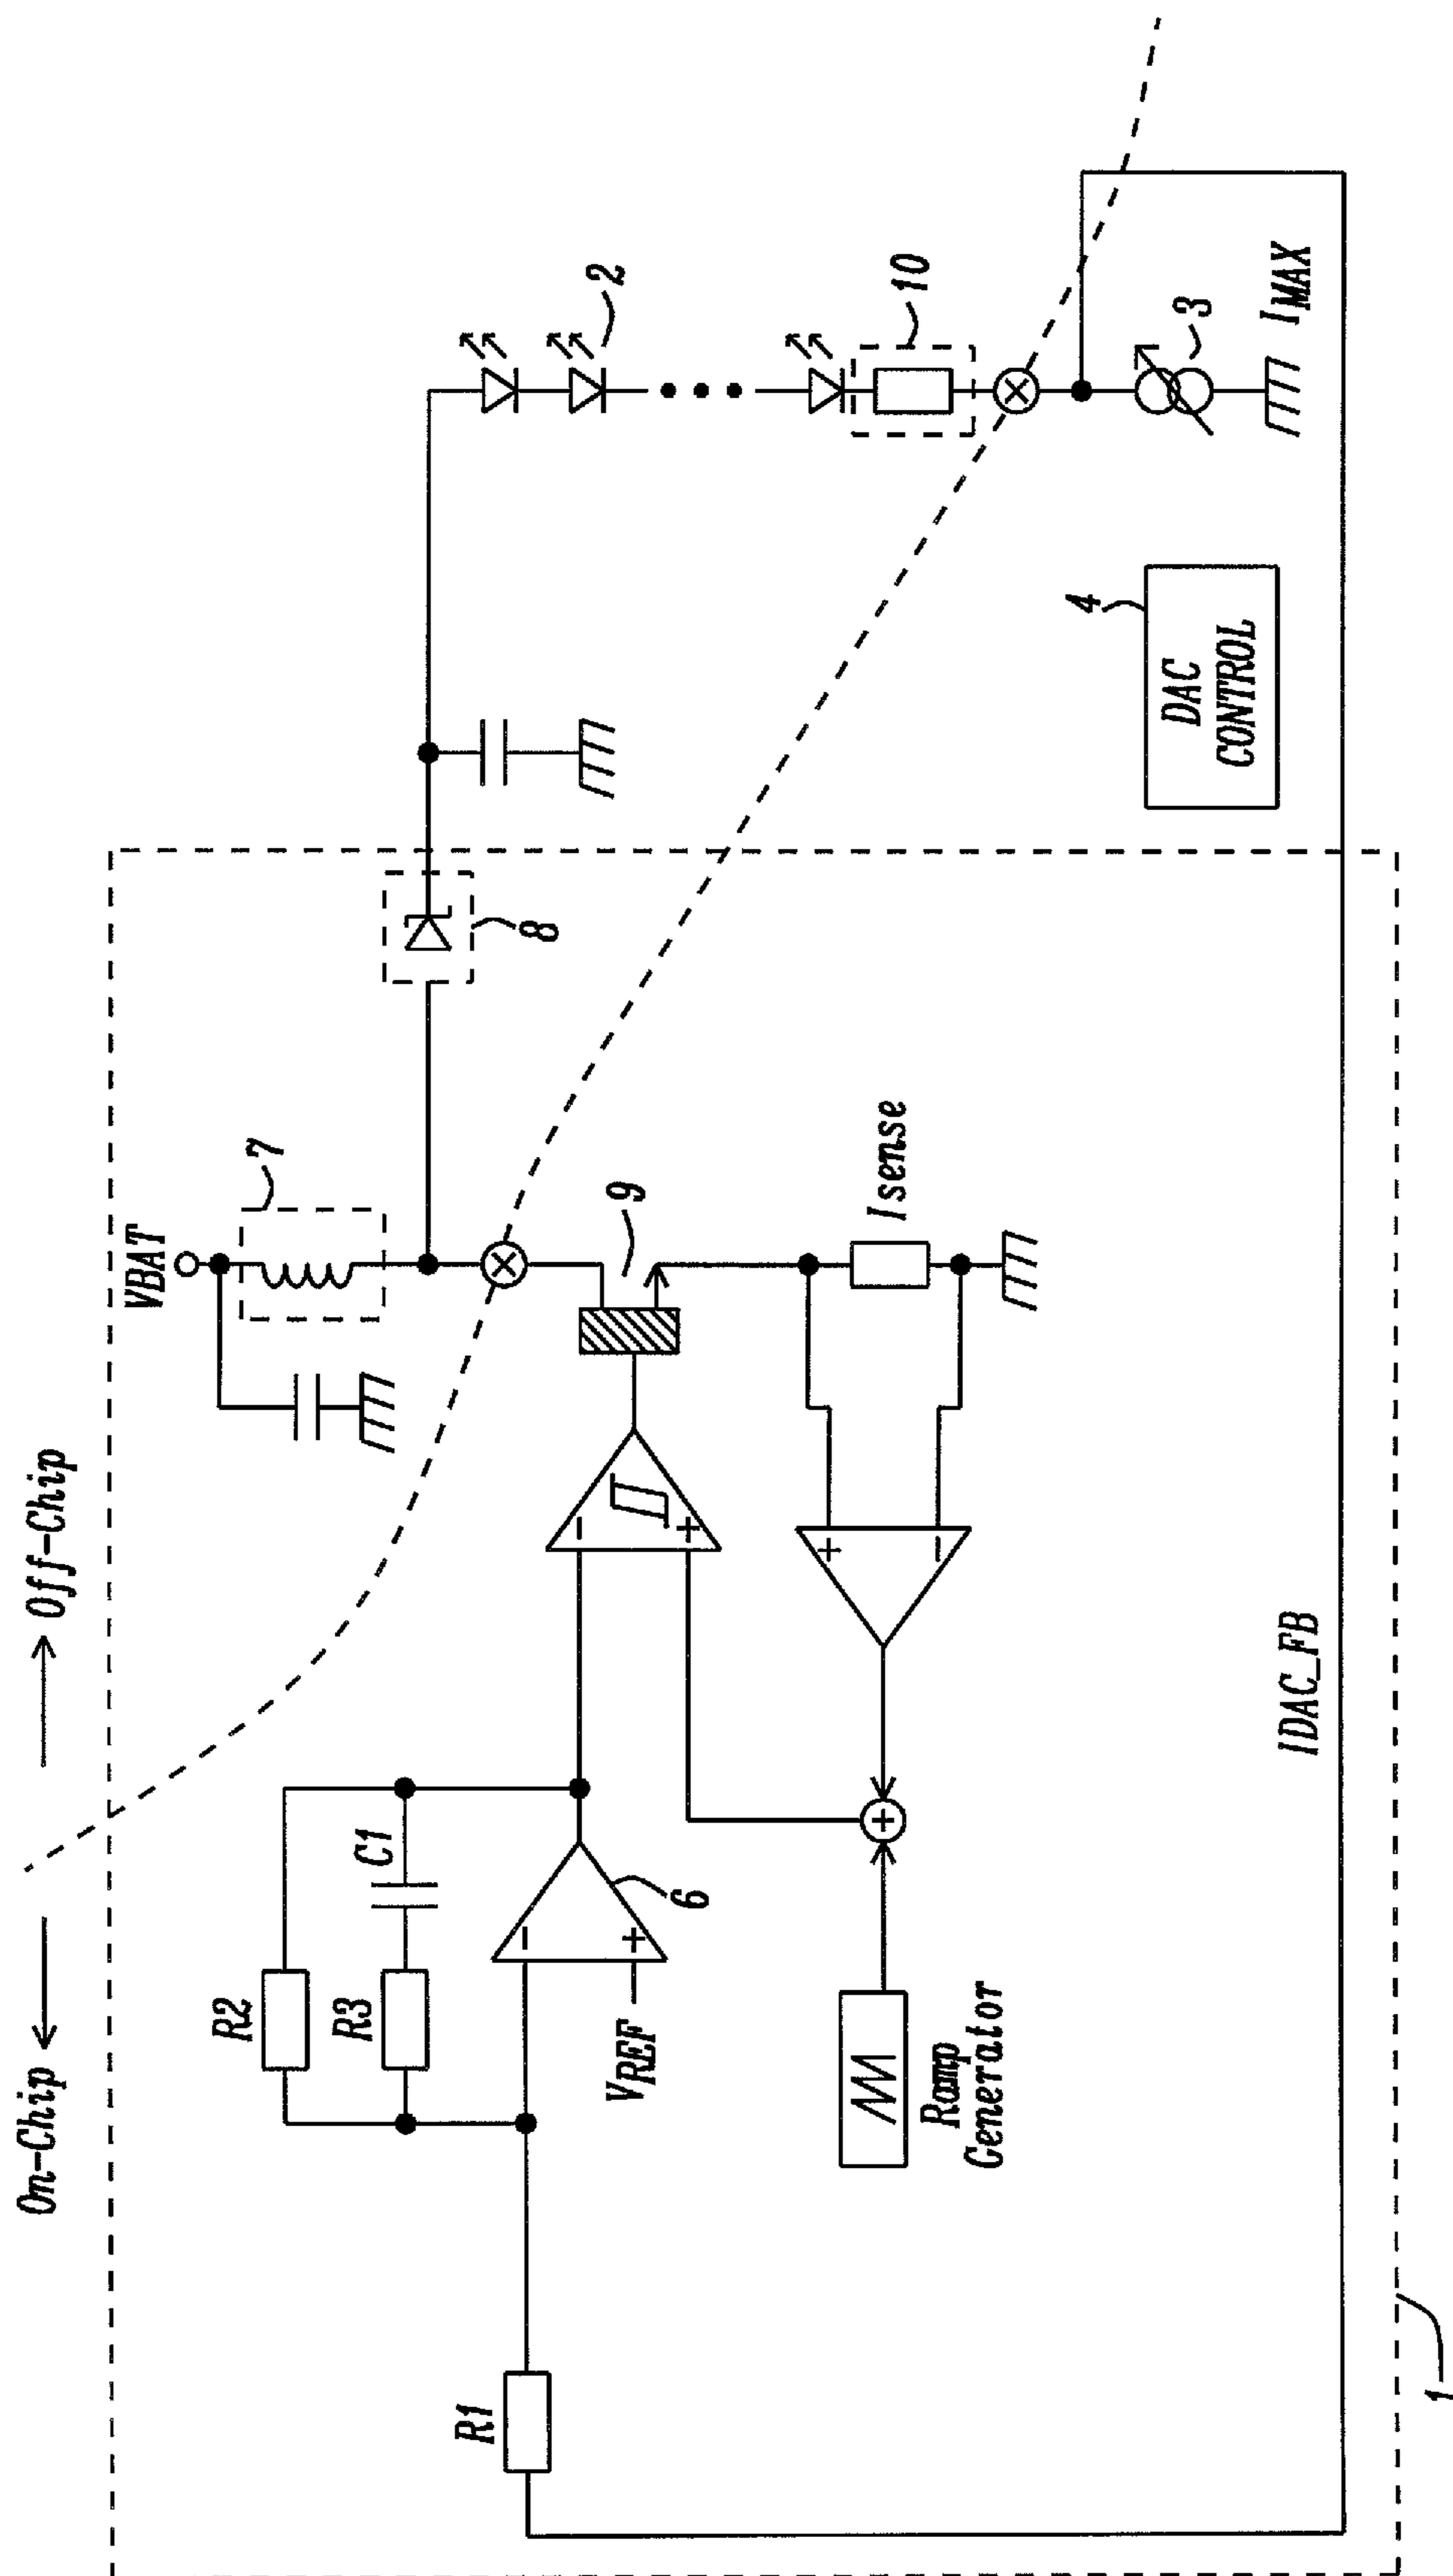 On-Chip
Off-Chip
VBAT
7
8
2
10
3
IMAX
4
DAC
CONTROL
9
Isense
R2
C1
R3
6
VREF
R1
Ramp
Generator
IDAC_FB
1